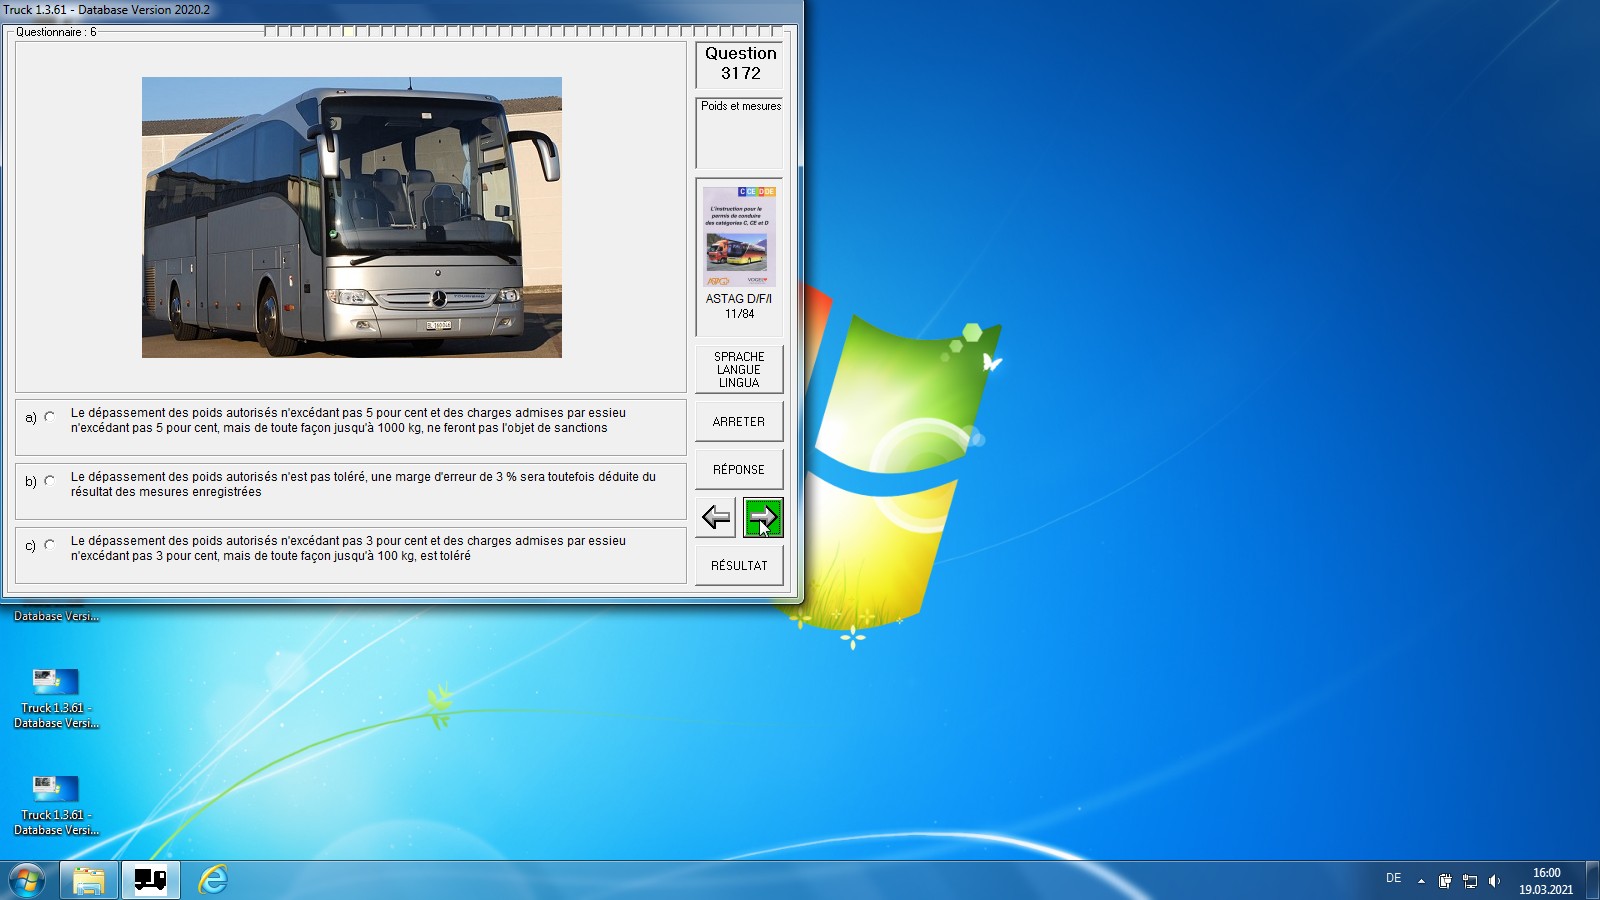 Truck 1.3.61 - Database Version 2020.2
Questionnaire : 6
Question
3172
Poids et mesures
C CE D DE
L'instruction pour le
permis de conduire
des catégories C, CE et D
ASTAG D/F/I
11/84
SPRACHE
LANGUE
LINGUA
ARRETER
RÉPONSE
RÉSULTAT
a) Le dépassement des poids autorisés n'excédant pas 5 pour cent et des charges admises par essieu
n'excédant pas 5 pour cent, mais de toute façon jusqu'à 1000 kg, ne feront pas l'objet de sanctions
b) Le dépassement des poids autorisés n'est pas toléré, une marge d'erreur de 3 % sera toutefois déduite du
résultat des mesures enregistrées
c) Le dépassement des poids autorisés n'excédant pas 3 pour cent et des charges admises par essieu
n'excédant pas 3 pour cent, mais de toute façon jusqu'à 100 kg, est toléré
Database Versi...
Truck 1.3.61 -
Database Versi...
Truck 1.3.61 -
Database Versi...
DE
16:00
19.03.2021